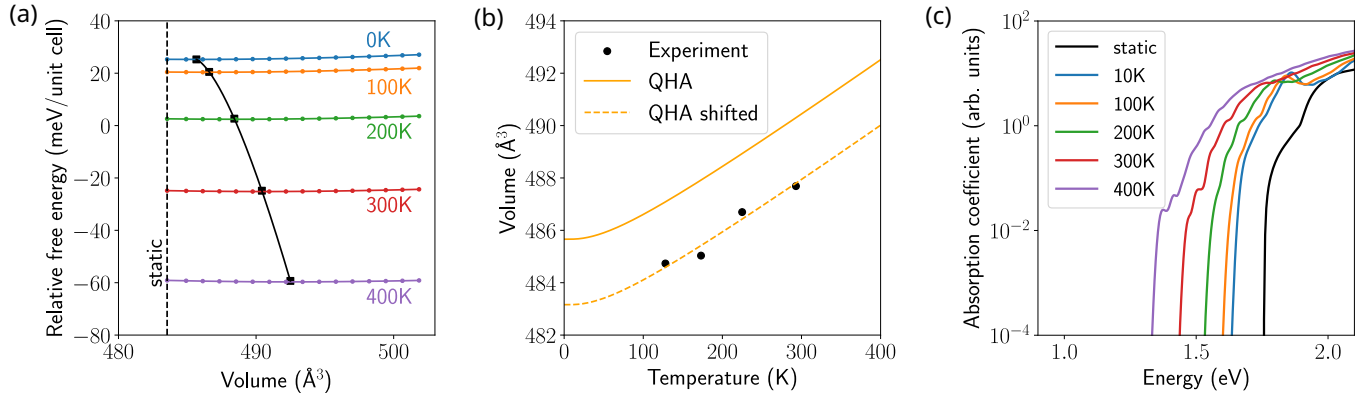 (a)
Relative free energy (meV/unit cell)
40
20
0
−20
−40
−60
−80
0K
100K
200K
300K
400K
static
480
490
500
Volume (Å³)
(b)
Volume (Å³)
494
492
490
488
486
484
482
Experiment
QHA
QHA shifted
0
100
200
300
400
Temperature (K)
(c)
Absorption coefficient (arb. units)
10²
10⁰
10⁻²
10⁻⁴
static
10K
100K
200K
300K
400K
1.0
1.5
2.0
Energy (eV)